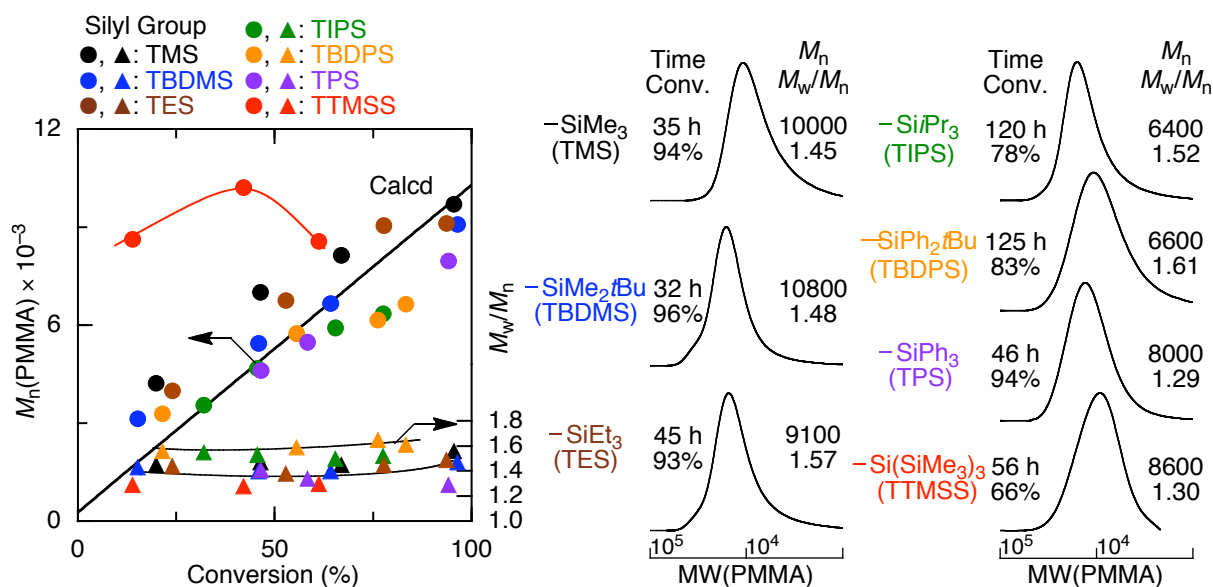 Silyl Group
●, ▲: TMS
●, ▲: TBDMS
●, ▲: TES
●, ▲: TIPS
●, ▲: TBDPS
●, ▲: TPS
●, ▲: TTMSS
Mn(PMMA) × 10−3
12
6
0
Calcd
Mw/Mn
1.8
1.6
1.4
1.2
1.0
0
50
100
Conversion (%)
Time
Conv.
Mn
Mw/Mn
−SiMe3
(TMS)
35 h
94%
10000
1.45
−SiMe2tBu
(TBDMS)
32 h
96%
10800
1.48
−SiEt3
(TES)
45 h
93%
9100
1.57
105
104
MW(PMMA)
Time
Conv.
Mn
Mw/Mn
−SiiPr3
(TIPS)
120 h
78%
6400
1.52
−SiPh2tBu
(TBDPS)
125 h
83%
6600
1.61
−SiPh3
(TPS)
46 h
94%
8000
1.29
−Si(SiMe3)3
(TTMSS)
56 h
66%
8600
1.30
105
104
MW(PMMA)